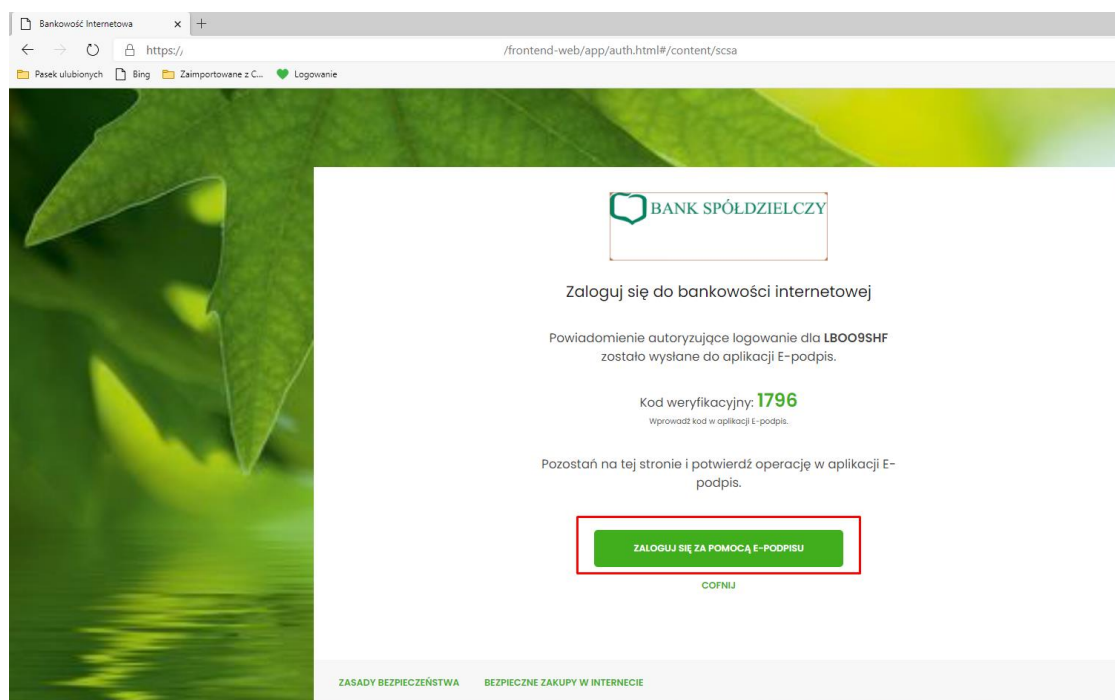 Bankowość Internetowa
https://
/frontend-web/app/auth.html#/content/scsa
Pasek ulubionych Bing Zaimportowane z C... Logowanie
BANK SPÓŁDZIELCZY
Zaloguj się do bankowości internetowej
Powiadomienie autoryzujące logowanie dla LBOO9SHF
zostało wysłane do aplikacji E-podpis.
Kod weryfikacyjny: 1796
Wprowadź kod w aplikacji E-podpis.
Pozostań na tej stronie i potwierdź operację w aplikacji E-
podpis.
ZALOGUJ SIĘ ZA POMOCĄ E-PODPISU
COFNIJ
ZASADY BEZPIECZEŃSTWA BEZPIECZNE ZAKUPY W INTERNECIE